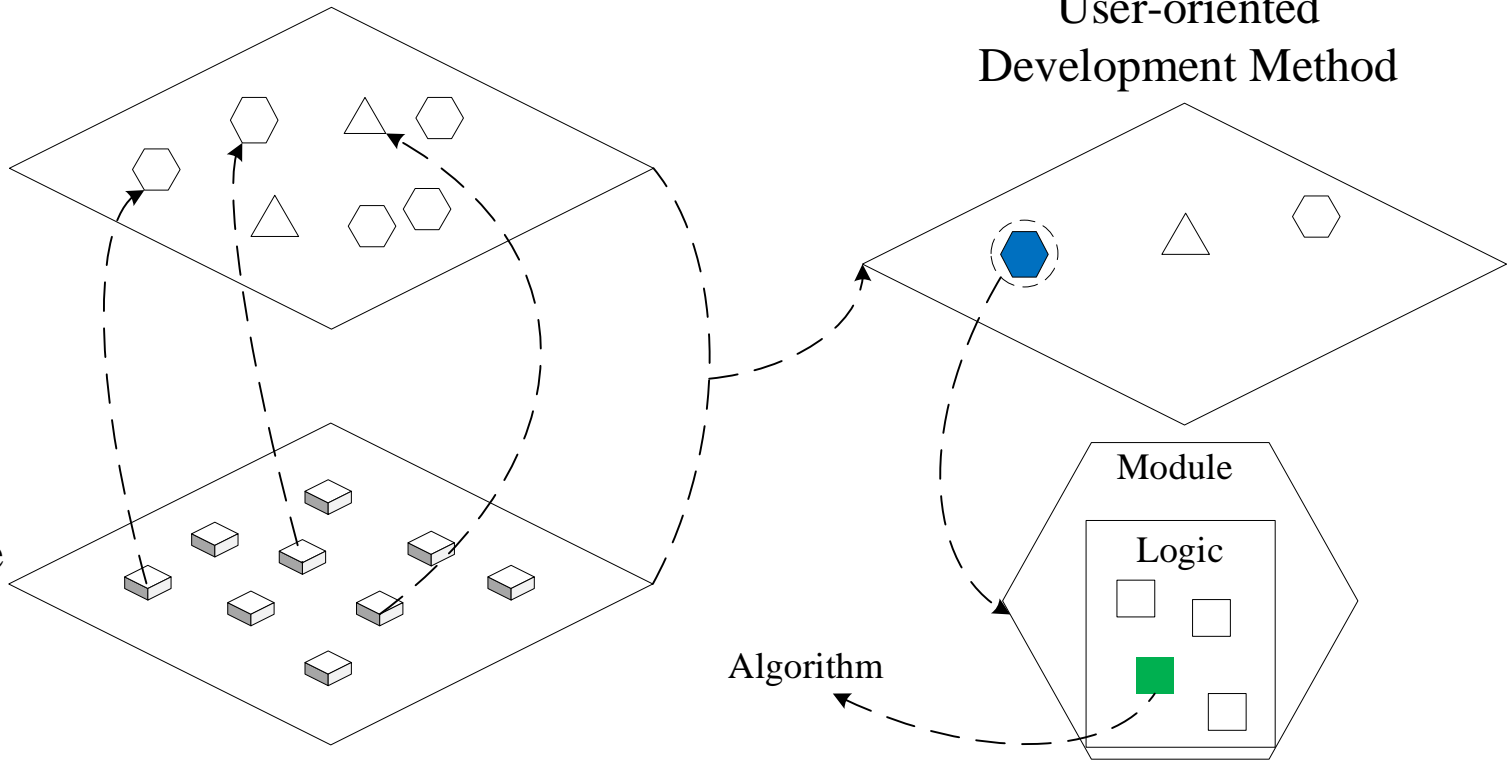 User-oriented
Development Method
Module
Logic
Algorithm